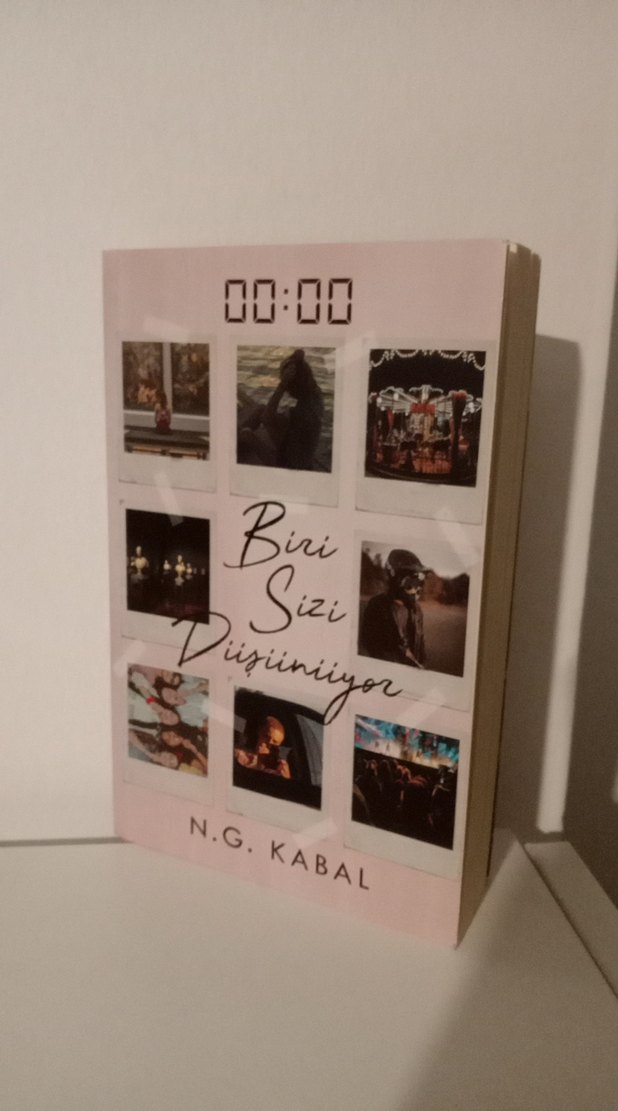 00:00
Biri
Sizi
Düşünüyor
N.G. KABAL